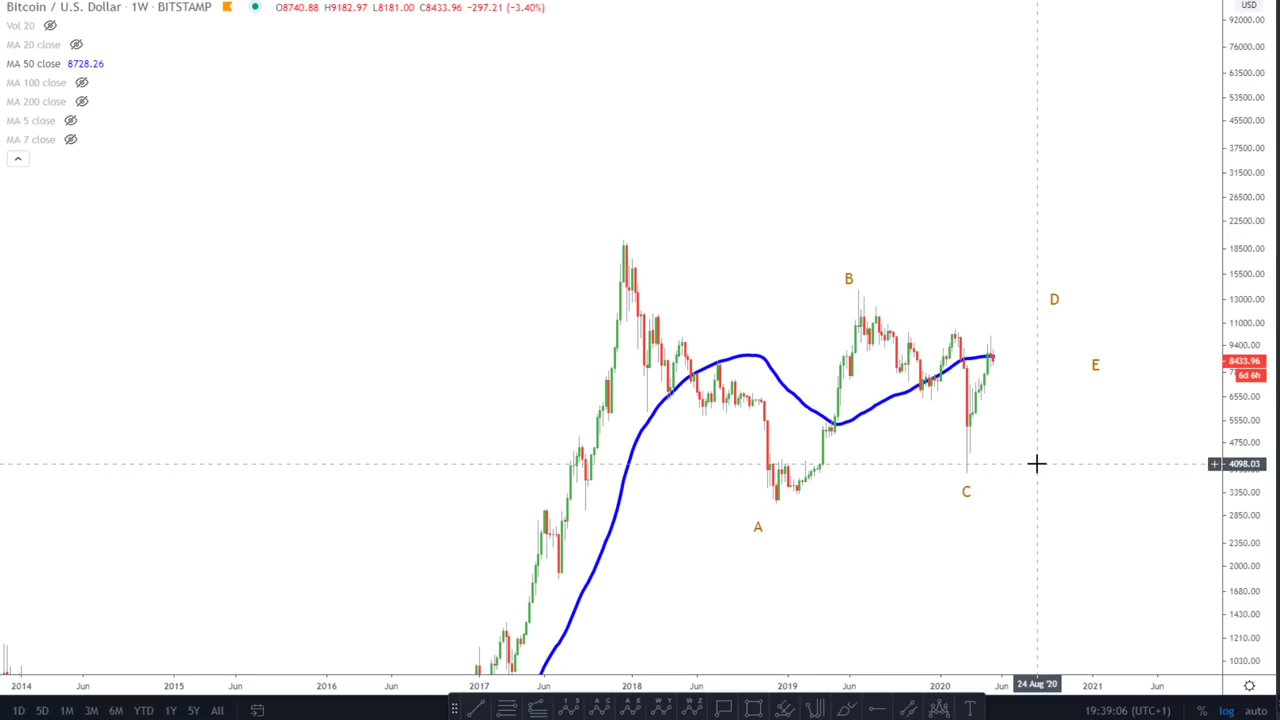 Bitcoin / U.S. Dollar · 1W · BITSTAMP O8740.88 H9182.97 L8181.00 C8433.96 -297.21 (-3.40%)
USD
Vol 20
MA 20 close
MA 50 close 8728.26
MA 100 close
MA 200 close
MA 5 close
MA 7 close
92000.00
76000.00
63500.00
53500.00
45500.00
37500.00
31500.00
26500.00
22500.00
18500.00
15500.00
13000.00
11000.00
9400.00
8433.96
6d 6h
6550.00
5550.00
4750.00
4098.03
3350.00
2850.00
2350.00
2000.00
1680.00
1430.00
1210.00
1030.00
B
D
E
C
A
2014 Jun 2015 Jun 2016 Jun 2017 Jun 2018 Jun 2019 Jun 2020 Jun 24 Aug '20 2021 Jun
1D 5D 1M 3M 6M YTD 1Y 5Y All
19:39:06 (UTC+1) % log auto